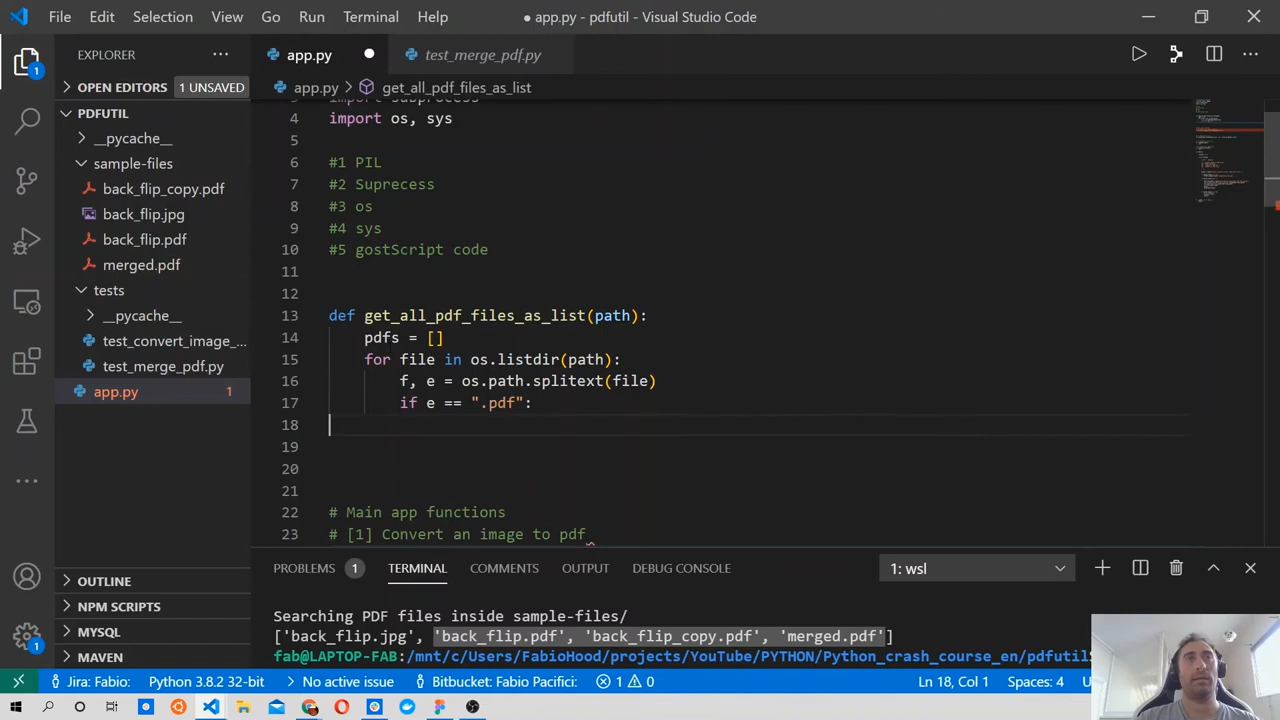 File Edit Selection View Go Run Terminal Help
● app.py - pdfutil - Visual Studio Code
EXPLORER
OPEN EDITORS 1 UNSAVED
PDFUTIL
__pycache__
sample-files
back_flip_copy.pdf
back_flip.jpg
back_flip.pdf
merged.pdf
tests
__pycache__
test_convert_image_...
test_merge_pdf.py
app.py 1
OUTLINE
NPM SCRIPTS
MYSQL
MAVEN
app.py ● test_merge_pdf.py
app.py > get_all_pdf_files_as_list
3 import subprocess
4 import os, sys
5
6 #1 PIL
7 #2 Suprecess
8 #3 os
9 #4 sys
10 #5 gostScript code
11
12
13 def get_all_pdf_files_as_list(path):
14 pdfs = []
15 for file in os.listdir(path):
16 f, e = os.path.splitext(file)
17 if e == ".pdf":
18
19
20
21
22 # Main app functions
23 # [1] Convert an image to pdf
PROBLEMS 1 TERMINAL COMMENTS OUTPUT DEBUG CONSOLE 1: wsl
Searching PDF files inside sample-files/
['back_flip.jpg', 'back_flip.pdf', 'back_flip_copy.pdf', 'merged.pdf']
fab@LAPTOP-FAB:/mnt/c/Users/FabioHood/projects/YouTube/PYTHON/Python_crash_course_en/pdfutil
Jira: Fabio: Python 3.8.2 32-bit No active issue Bitbucket: Fabio Pacifici: 1 0 Ln 18, Col 1 Spaces: 4